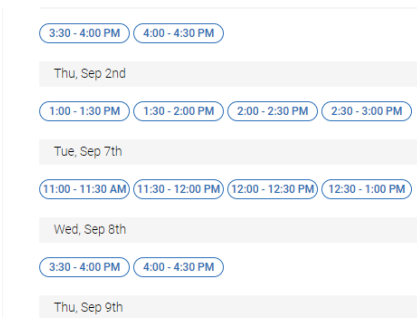 3:30 - 4:00 PM 4:00 - 4:30 PM
Thu, Sep 2nd
1:00 - 1:30 PM 1:30 - 2:00 PM 2:00 - 2:30 PM 2:30 - 3:00 PM
Tue, Sep 7th
11:00 - 11:30 AM 11:30 - 12:00 PM 12:00 - 12:30 PM 12:30 - 1:00 PM
Wed, Sep 8th
3:30 - 4:00 PM 4:00 - 4:30 PM
Thu, Sep 9th